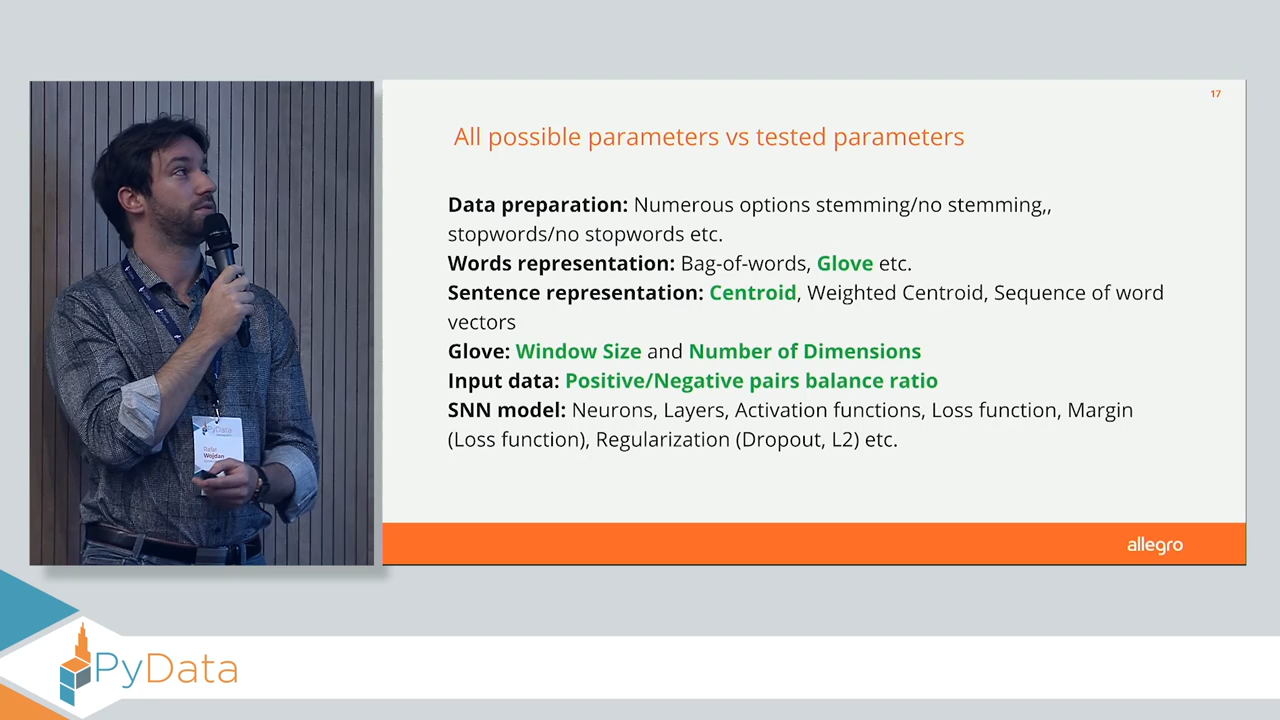 17
All possible parameters vs tested parameters
Data preparation: Numerous options stemming/no stemming,,
stopwords/no stopwords etc.
Words representation: Bag-of-words, Glove etc.
Sentence representation: Centroid, Weighted Centroid, Sequence of word
vectors
Glove: Window Size and Number of Dimensions
Input data: Positive/Negative pairs balance ratio
SNN model: Neurons, Layers, Activation functions, Loss function, Margin
(Loss function), Regularization (Dropout, L2) etc.
allegro
PyData
Rafał
Wojdan
PyData